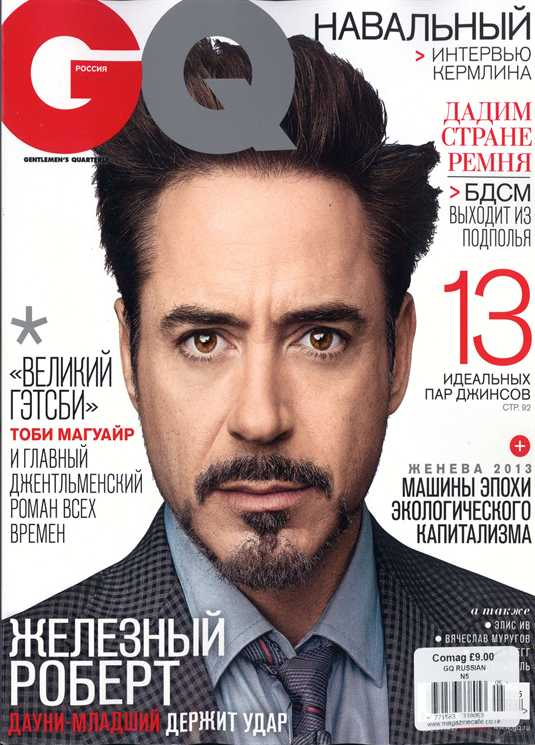 GQ
РОССИЯ
GENTLEMEN'S QUARTERLY
НАВАЛЬНЫЙ
> ИНТЕРВЬЮ
КЕРМЛИНА
ДАДИМ
СТРАНЕ
РЕМНЯ
> БДСМ
ВЫХОДИТ ИЗ
ПОДПОЛЬЯ
13
ИДЕАЛЬНЫХ
ПАР ДЖИНСОВ
СТР. 92
*
«ВЕЛИКИЙ
ГЭТСБИ»
ТОБИ МАГУАЙР
И ГЛАВНЫЙ
ДЖЕНТЛЬМЕНСКИЙ
РОМАН ВСЕХ
ВРЕМЕН
+
ЖЕНЕВА 2013
МАШИНЫ ЭПОХИ
ЭКОЛОГИЧЕСКОГО
КАПИТАЛИЗМА
ЖЕЛЕЗНЫЙ
РОБЕРТ
ДАУНИ-МЛАДШИЙ ДЕРЖИТ УДАР
а также
• ЭЛИС ИВ
• ВЯЧЕСЛАВ МУРУГОВ
Comag £9.00
GQ RUSSIAN
N5